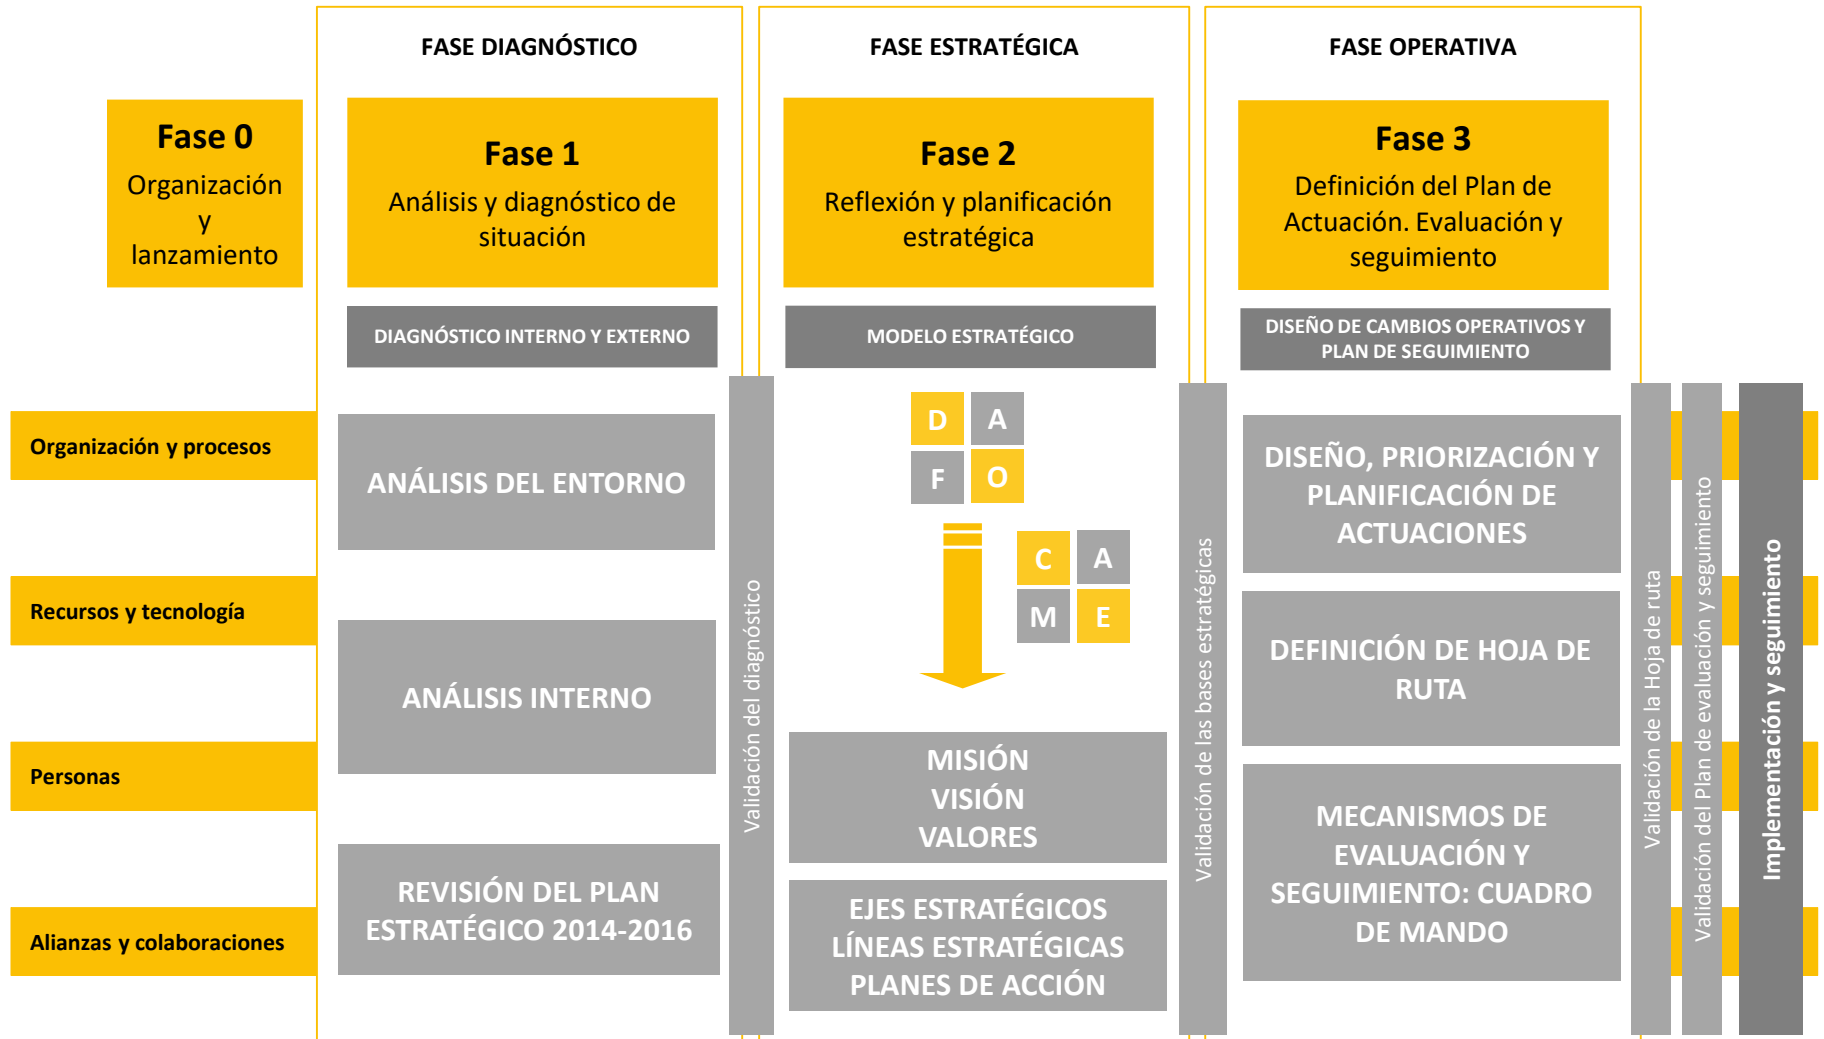 FASE DIAGNÓSTICO
FASE ESTRATÉGICA
FASE OPERATIVA
Fase 0
Organización
y
lanzamiento
Fase 1
Análisis y diagnóstico de
situación
Fase 2
Reflexión y planificación
estratégica
Fase 3
Definición del Plan de
Actuación. Evaluación y
seguimiento
DIAGNÓSTICO INTERNO Y EXTERNO
MODELO ESTRATÉGICO
DISEÑO DE CAMBIOS OPERATIVOS Y
PLAN DE SEGUIMIENTO
Organización y procesos
Recursos y tecnología
Personas
Alianzas y colaboraciones
ANÁLISIS DEL ENTORNO
ANÁLISIS INTERNO
REVISIÓN DEL PLAN
ESTRATÉGICO 2014-2016
Validación del diagnóstico
D A
F O
C A
M E
MISIÓN
VISIÓN
VALORES
EJES ESTRATÉGICOS
LÍNEAS ESTRATÉGICAS
PLANES DE ACCIÓN
Validación de las bases estratégicas
DISEÑO, PRIORIZACIÓN Y
PLANIFICACIÓN DE
ACTUACIONES
DEFINICIÓN DE HOJA DE
RUTA
MECANISMOS DE
EVALUACIÓN Y
SEGUIMIENTO: CUADRO
DE MANDO
Validación de la Hoja de ruta
Validación del Plan de evaluación y seguimiento
Implementación y seguimiento